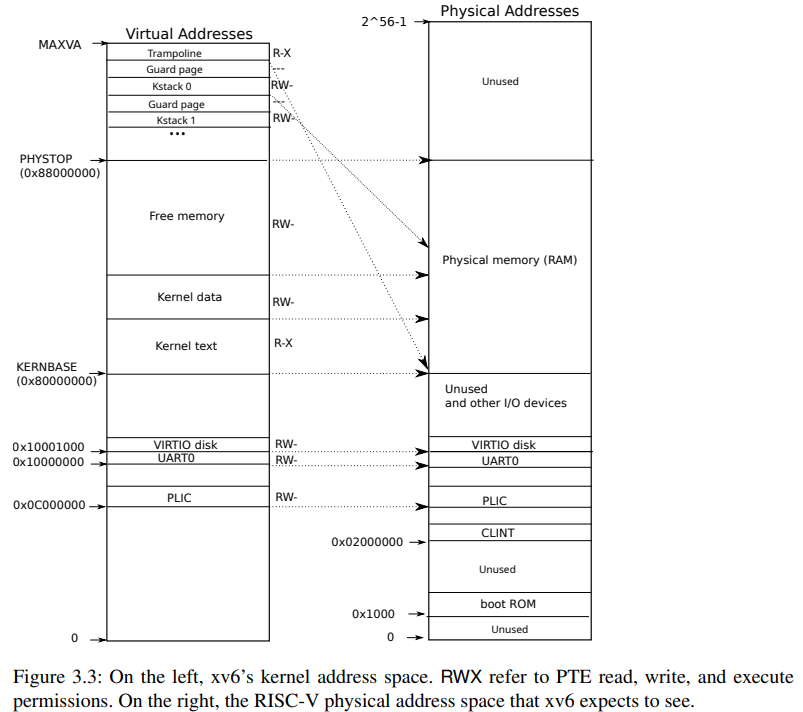 Virtual Addresses
MAXVA
Trampoline
R-X
Guard page
---
Kstack 0
RW-
Guard page
---
Kstack 1
RW-
...
PHYSTOP
(0x88000000)
Free memory
RW-
Kernel data
RW-
Kernel text
R-X
KERNBASE
(0x80000000)
0x10001000
VIRTIO disk
RW-
0x10000000
UART0
RW-
0x0C000000
PLIC
RW-
0
Physical Addresses
2^56-1
Unused
Physical memory (RAM)
Unused
and other I/O devices
VIRTIO disk
UART0
PLIC
CLINT
0x02000000
Unused
boot ROM
0x1000
Unused
0
Figure 3.3: On the left, xv6’s kernel address space. RWX refer to PTE read, write, and execute
permissions. On the right, the RISC-V physical address space that xv6 expects to see.